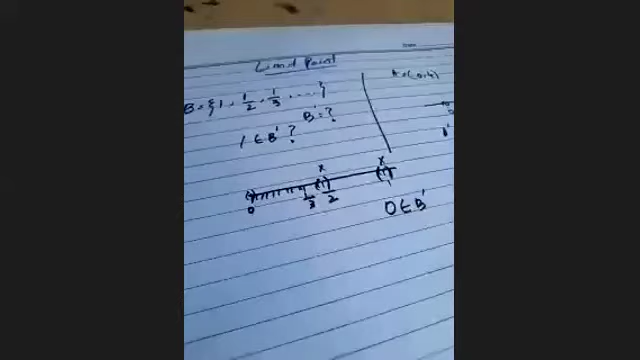 Limit Point
B = {1, 1/2, 1/3, ....}
B' = ?
1 ∈ B' ?
x x
0 1/3 1/2 1
0 ∈ B'